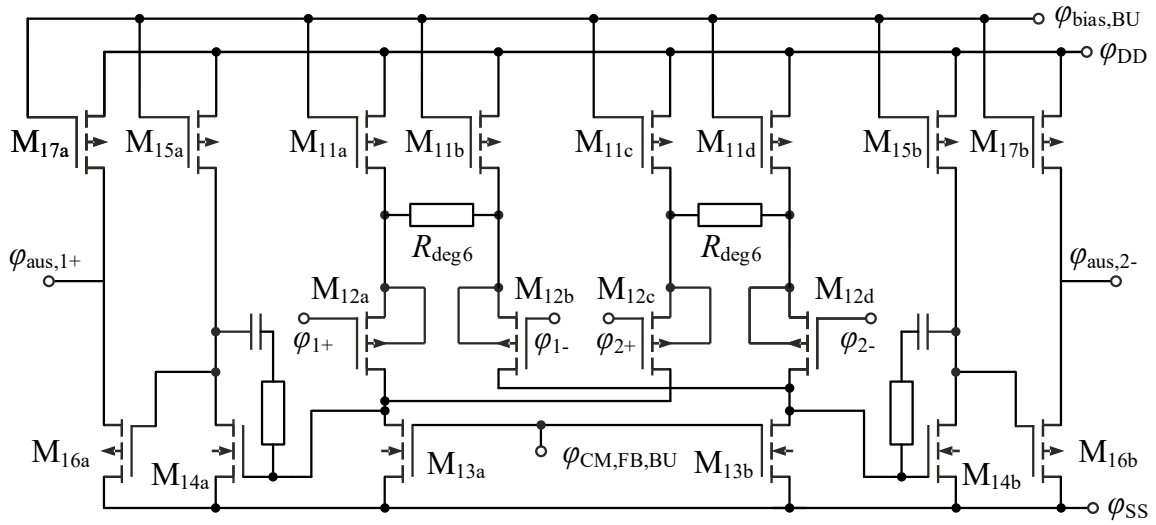 φbias,BU
φDD
M17a
M15a
M11a
M11b
M11c
M11d
M15b
M17b
Rdeg6
Rdeg6
φaus,1+
φaus,2-
M12a
M12b
M12c
M12d
φ1+
φ1-
φ2+
φ2-
M16a
M14a
M13a
φCM,FB,BU
M13b
M14b
M16b
φSS